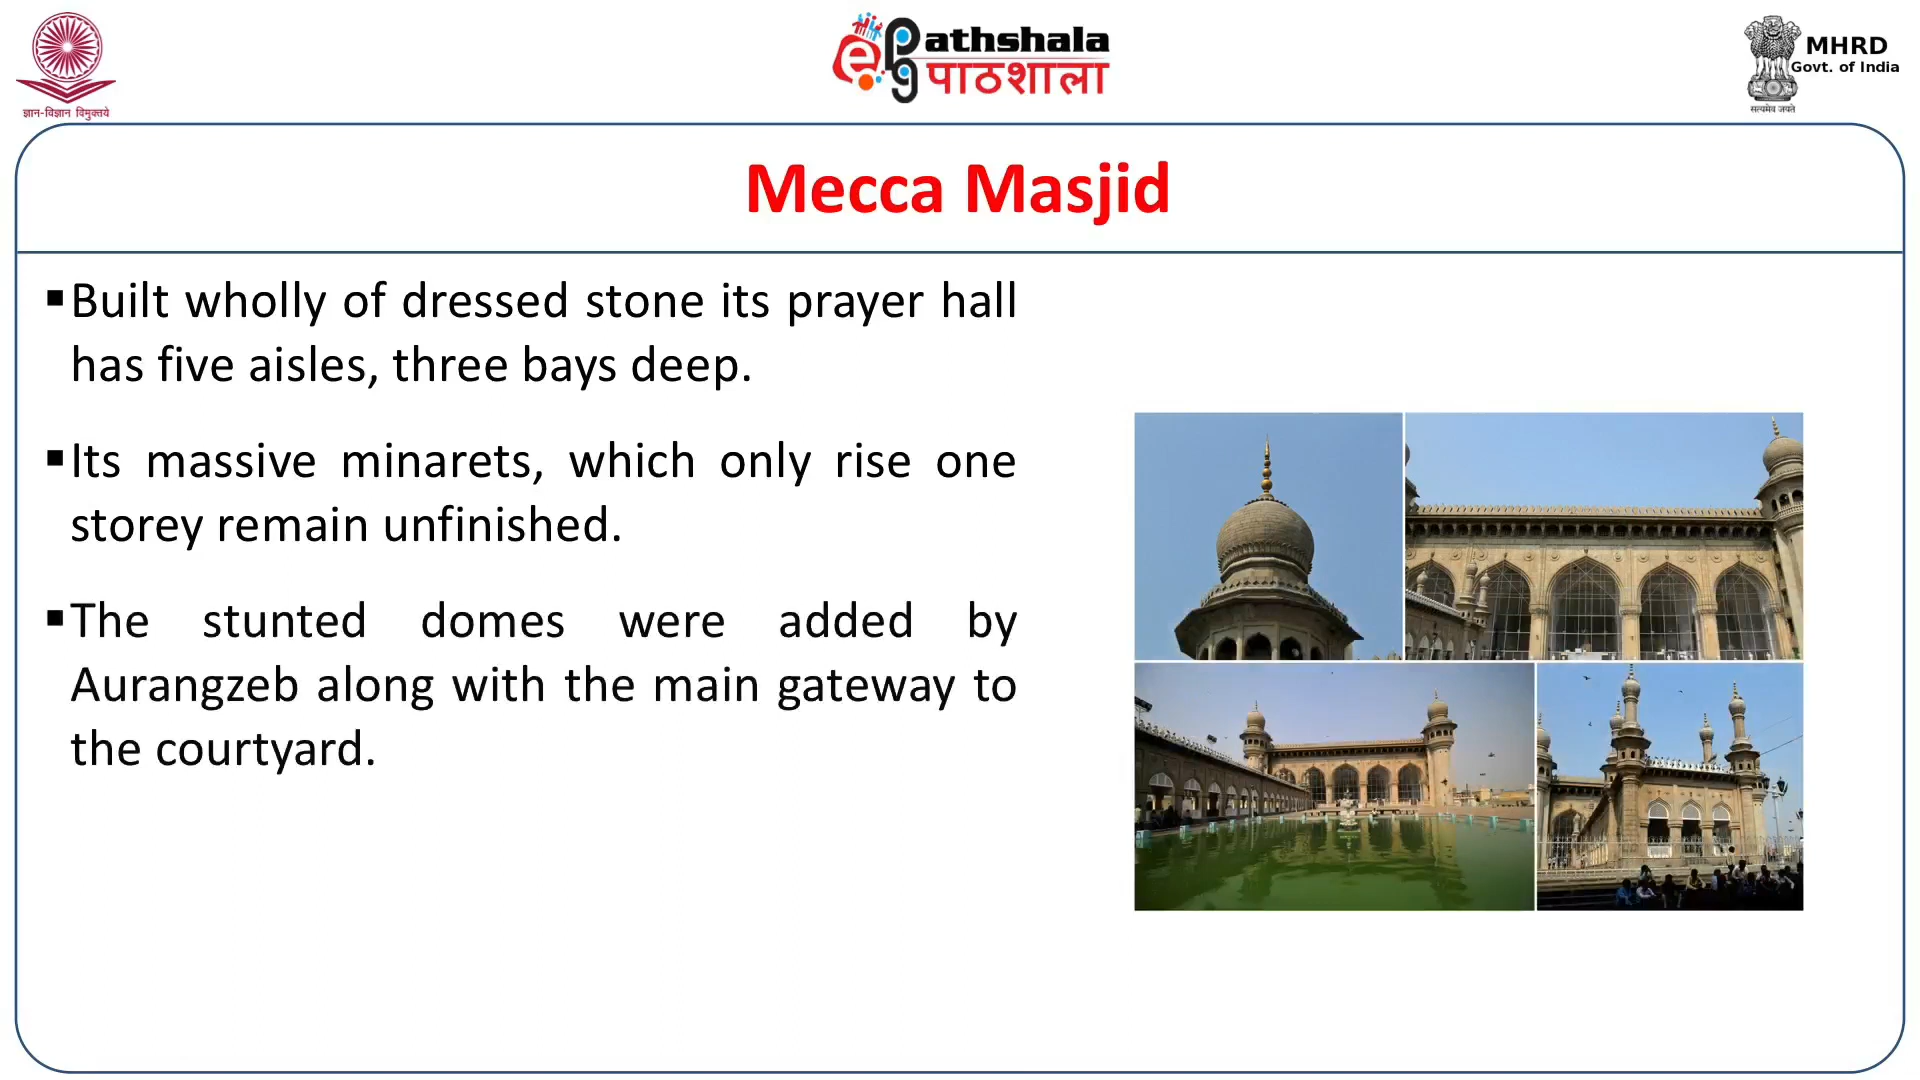 ज्ञान-विज्ञान विमुक्तये
e Pg athshala
पाठशाला
MHRD
Govt. of India
सत्यमेव जयते
Mecca Masjid
▪Built wholly of dressed stone its prayer hall
has five aisles, three bays deep.
▪Its massive minarets, which only rise one
storey remain unfinished.
▪The stunted domes were added by
Aurangzeb along with the main gateway to
the courtyard.